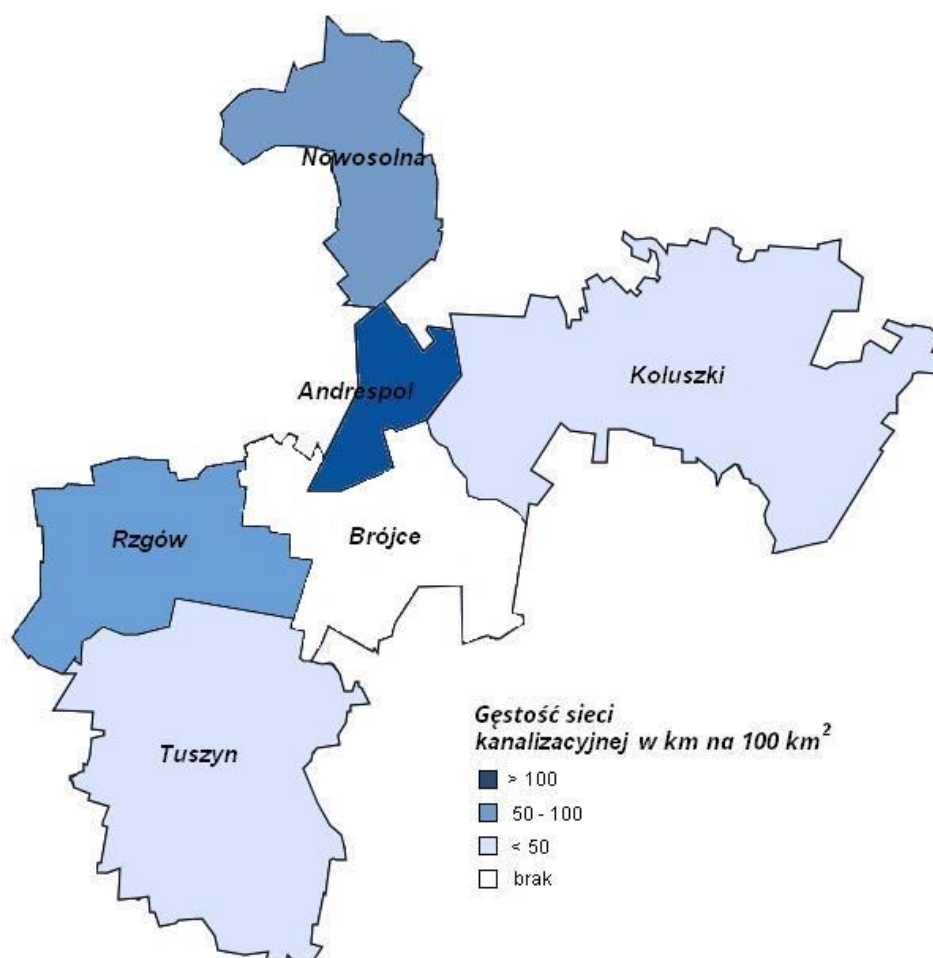 Nowosolna
Koluszki
Andrespol
Rzgów
Brójce
Tuszyn
Gęstość sieci
kanalizacyjnej w km na 100 km²
> 100
50 - 100
< 50
brak